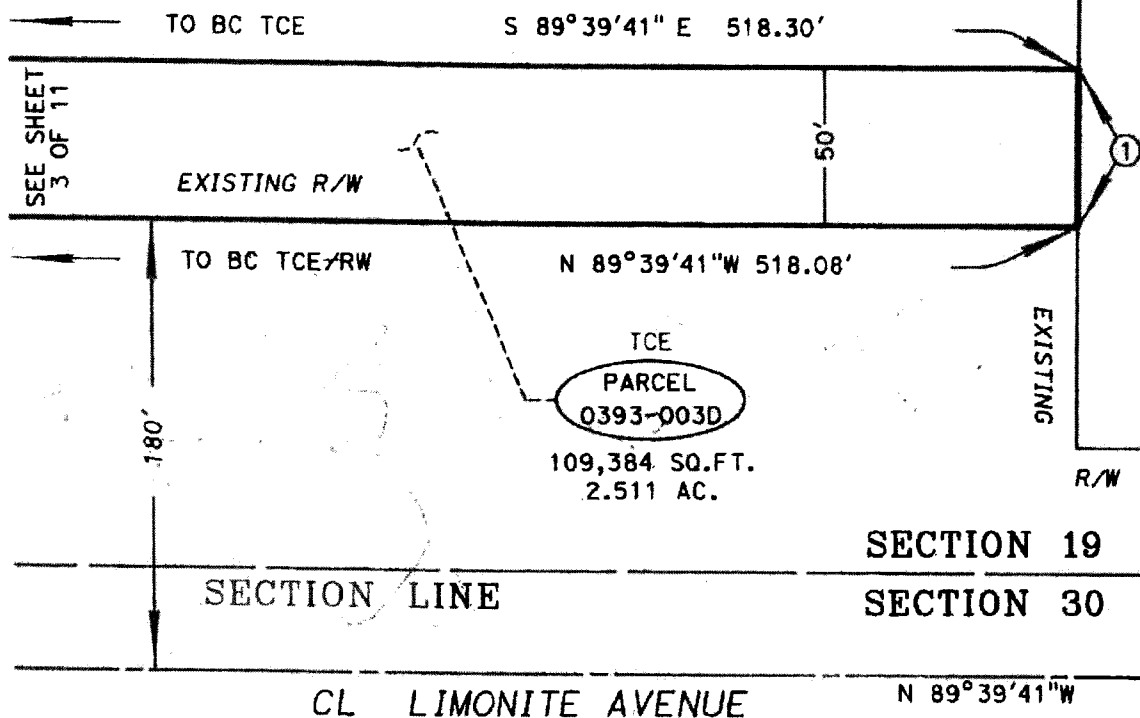 TO BC TCE S 89°39'41" E 518.30'
SEE SHEET
3 OF 11
50'
1
EXISTING R/W
TO BC TCE/RW N 89°39'41"W 518.08'
EXISTING
TCE
PARCEL
0393-003D
109,384 SQ.FT.
2.511 AC.
180'
R/W
SECTION 19
SECTION LINE
SECTION 30
CL LIMONITE AVENUE
N 89°39'41"W